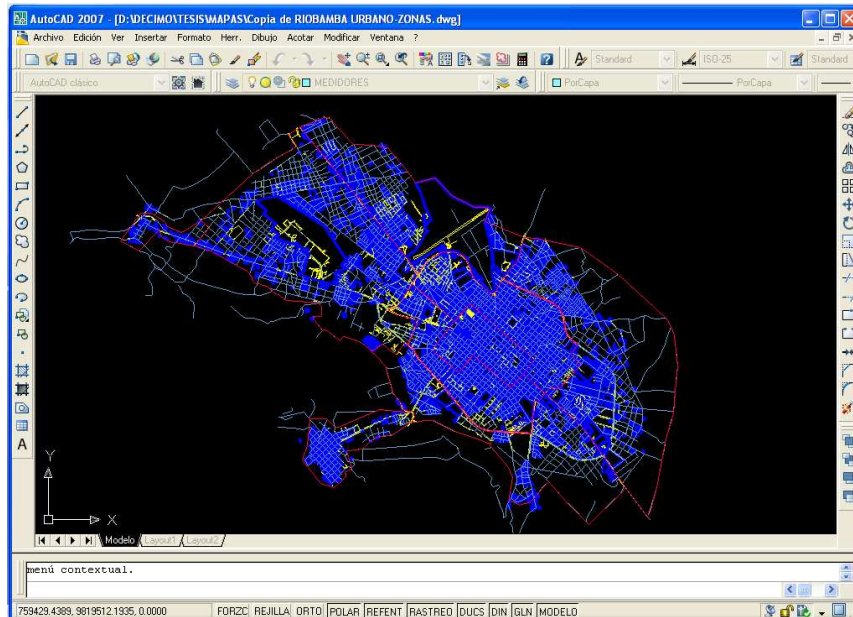 AutoCAD 2007 - [D:\DECIMO\TESIS\MAPAS\Copia de RIOBAMBA URBANO-ZONAS.dwg]
Archivo Edición Ver Insertar Formato Herr. Dibujo Acotar Modificar Ventana ?
Standard ISO-25 Standard
AutoCAD clásico MEDIDORES PorCapa PorCapa
A
Y
X
Modelo Layout1 Layout2
menú contextual.
759429.4389, 9819512.1935, 0.0000 FORZC REJILLA ORTO POLAR REFENT RASTREO DUCS DIN GLN MODELO